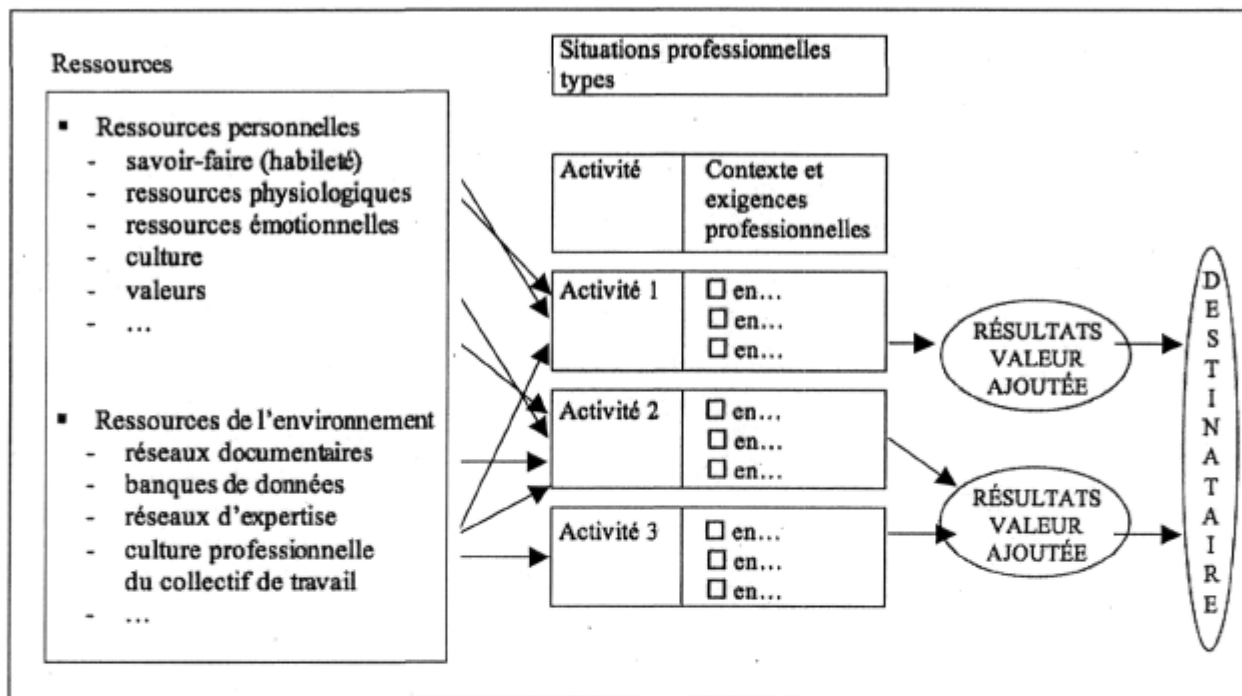 Ressources
▪ Ressources personnelles
- savoir-faire (habileté)
- ressources physiologiques
- ressources émotionnelles
- culture
- valeurs
- …
▪ Ressources de l'environnement
- réseaux documentaires
- banques de données
- réseaux d'expertise
- culture professionnelle
du collectif de travail
- …
Situations professionnelles
types
Activité
Contexte et
exigences
professionnelles
Activité 1
□ en…
□ en…
□ en…
Activité 2
□ en…
□ en…
□ en…
Activité 3
□ en…
□ en…
□ en…
RÉSULTATS
VALEUR
AJOUTÉE
RÉSULTATS
VALEUR
AJOUTÉE
DESTINATAIRE